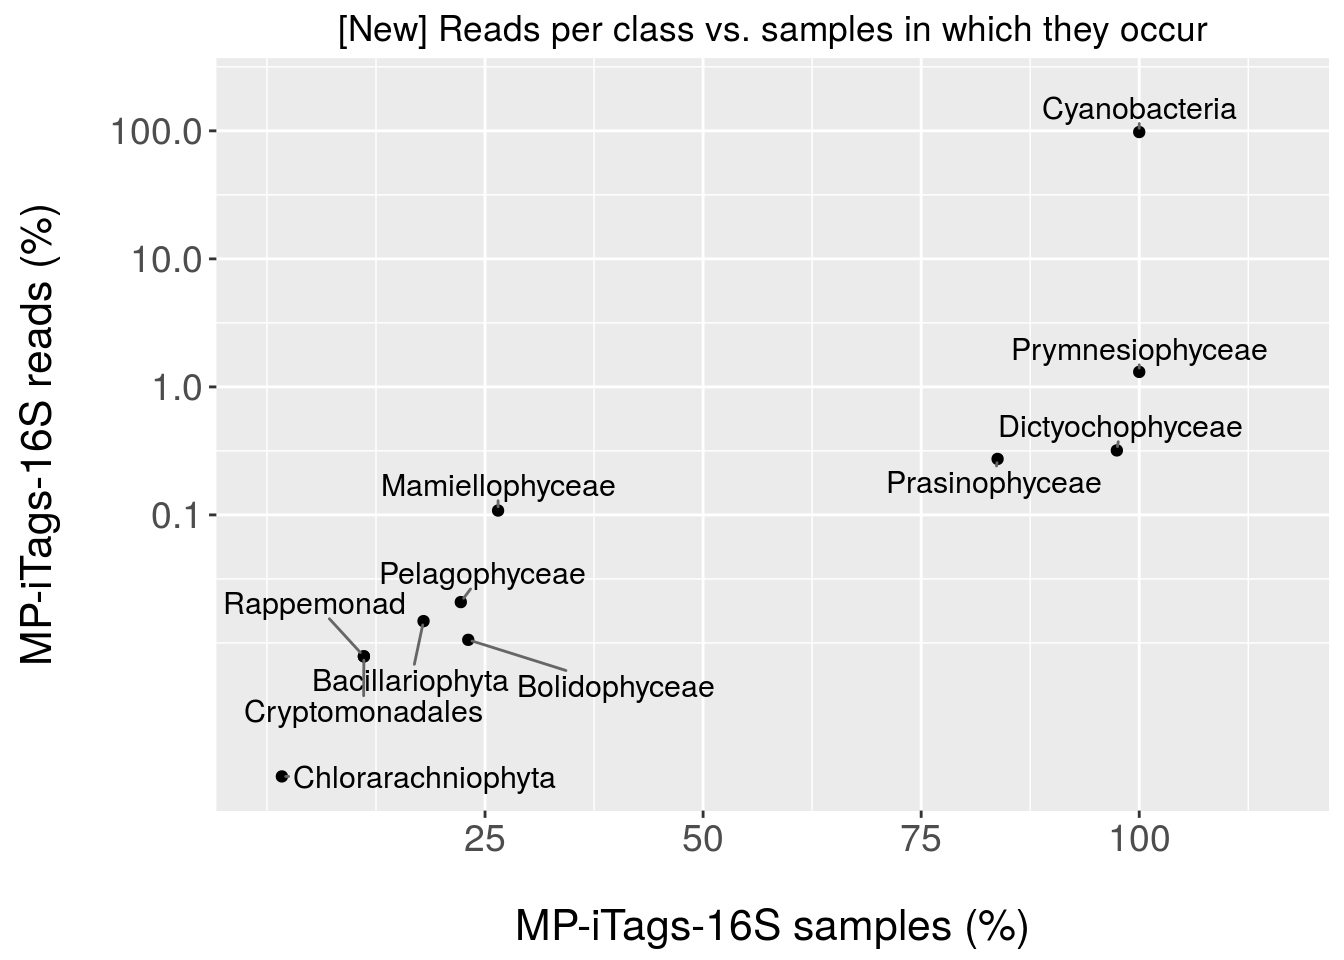 [New] Reads per class vs. samples in which they occur
MP-iTags-16S reads (%)
100.0
10.0
1.0
0.1
Cyanobacteria
Prymnesiophyceae
Dictyochophyceae
Prasinophyceae
Mamiellophyceae
Pelagophyceae
Rappemonad
Bacillariophyta
Bolidophyceae
Cryptomonadales
Chlorarachniophyta
25
50
75
100
MP-iTags-16S samples (%)